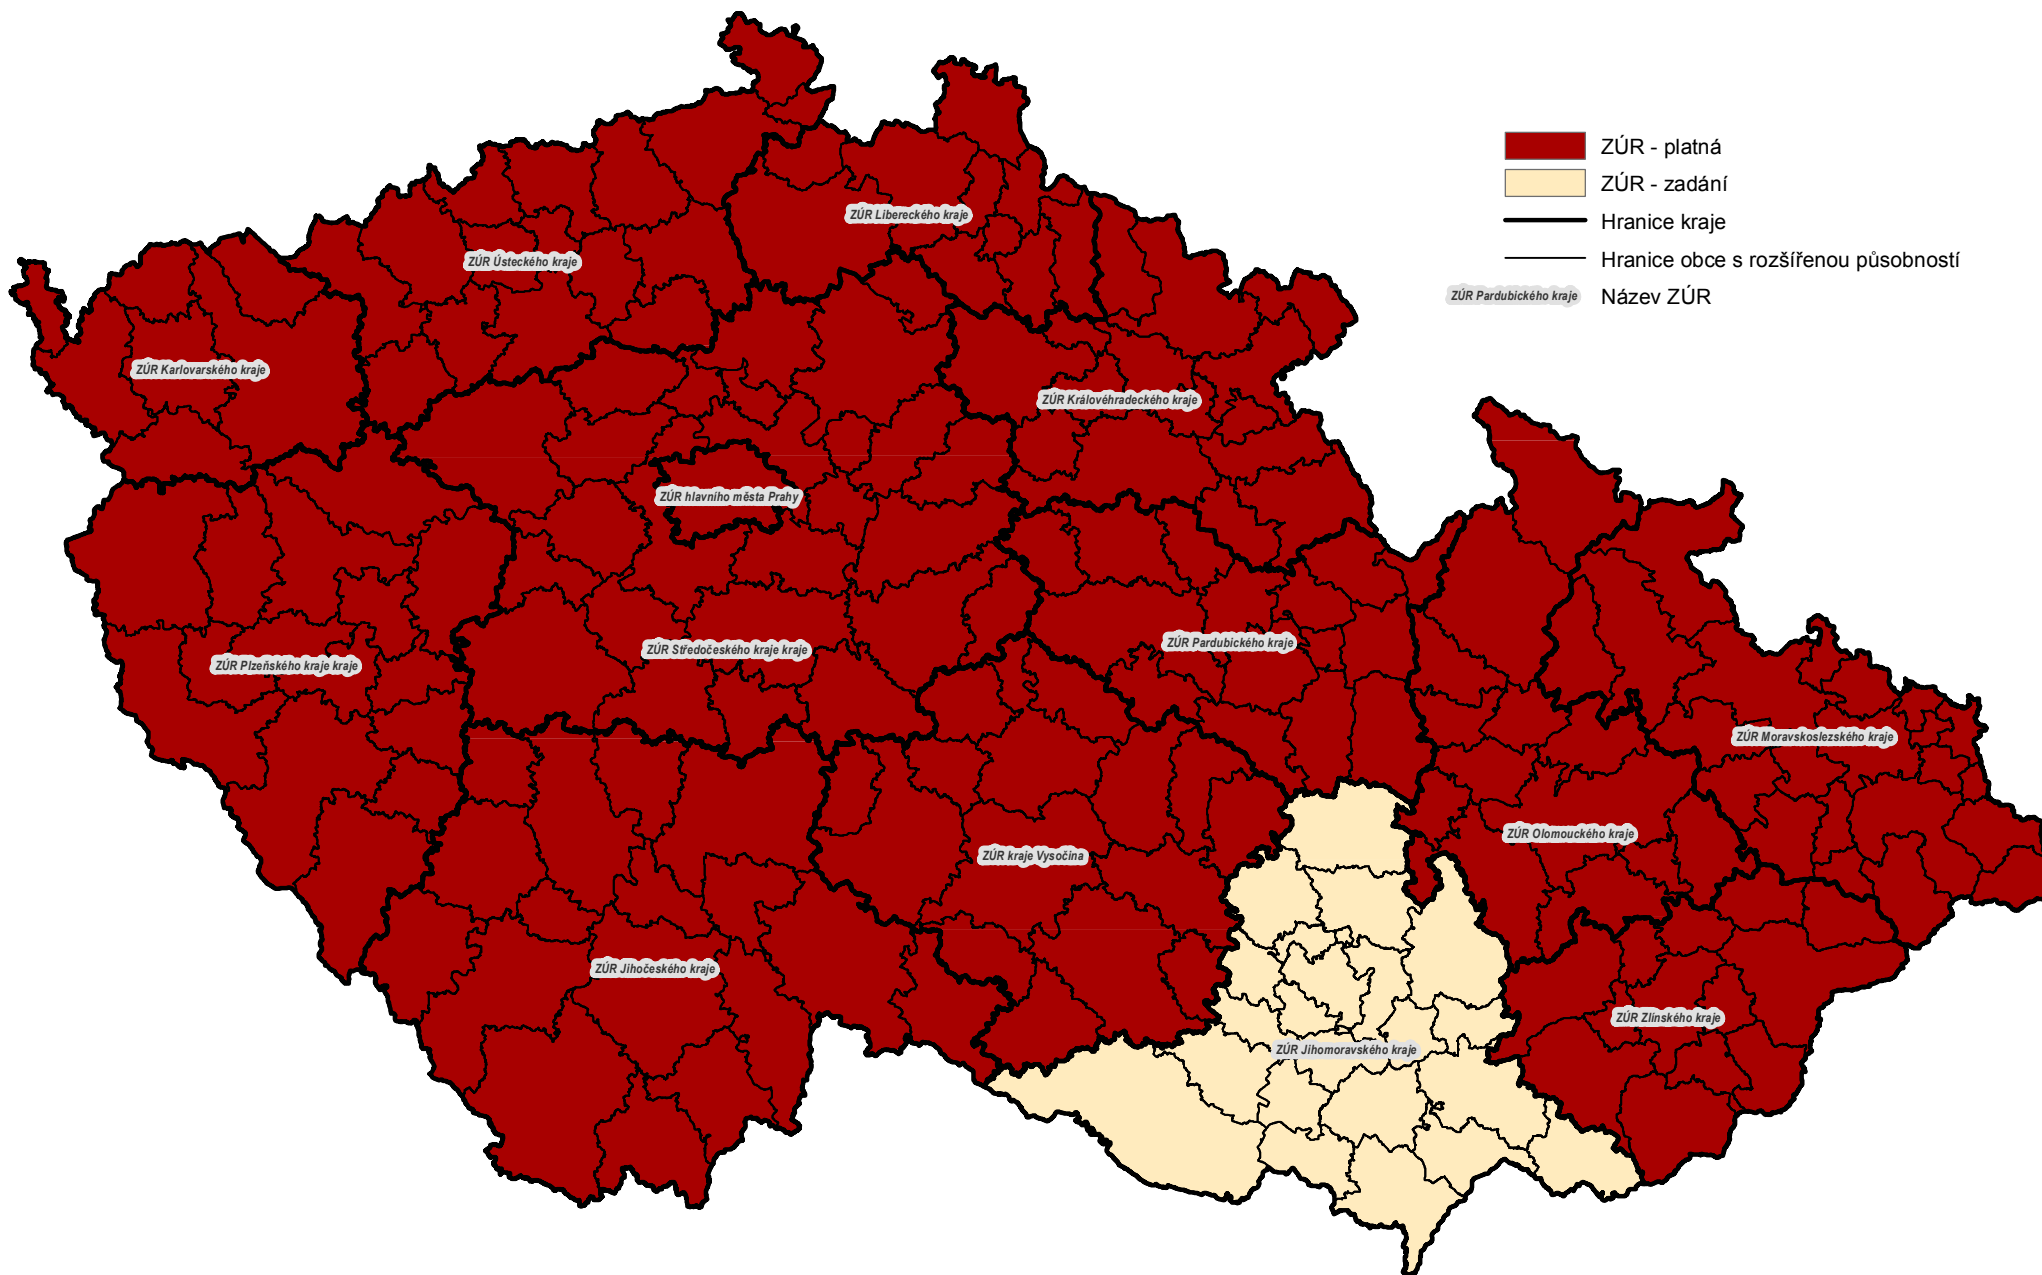 ZÚR - platná
ZÚR - zadání
Hranice kraje
Hranice obce s rozšířenou působností
ZÚR Pardubického kraje Název ZÚR
ZÚR Libereckého kraje
ZÚR Ústeckého kraje
ZÚR Karlovarského kraje
ZÚR Královéhradeckého kraje
ZÚR hlavního města Prahy
ZÚR Pardubického kraje
ZÚR Středočeského kraje kraje
ZÚR Plzeňského kraje kraje
ZÚR Moravskoslezského kraje
ZÚR Olomouckého kraje
ZÚR kraje Vysočina
ZÚR Jihočeského kraje
ZÚR Zlínského kraje
ZÚR Jihomoravského kraje